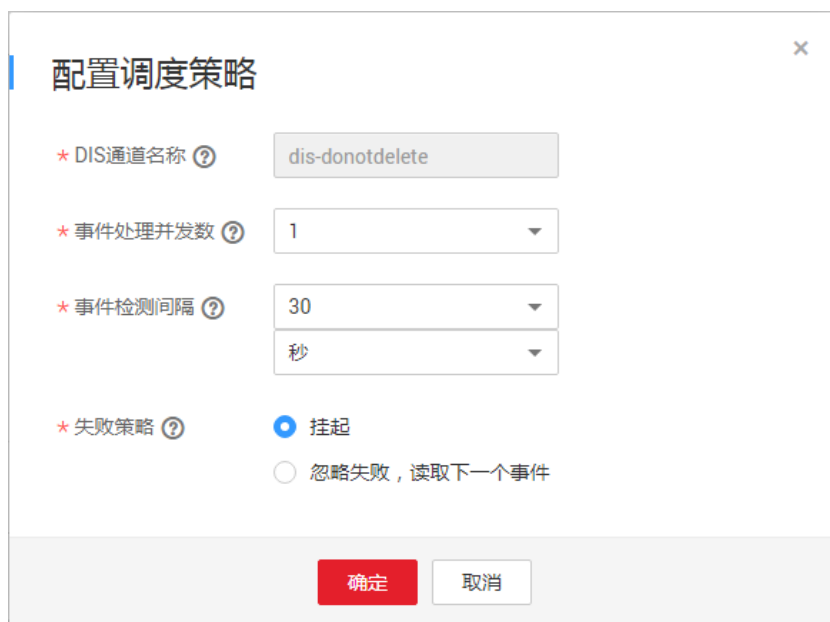 ×
配置调度策略
* DIS通道名称 ? dis-donotdelete
* 事件处理并发数 ? 1
* 事件检测间隔 ? 30
秒
* 失败策略 ? 挂起
忽略失败，读取下一个事件
确定 取消